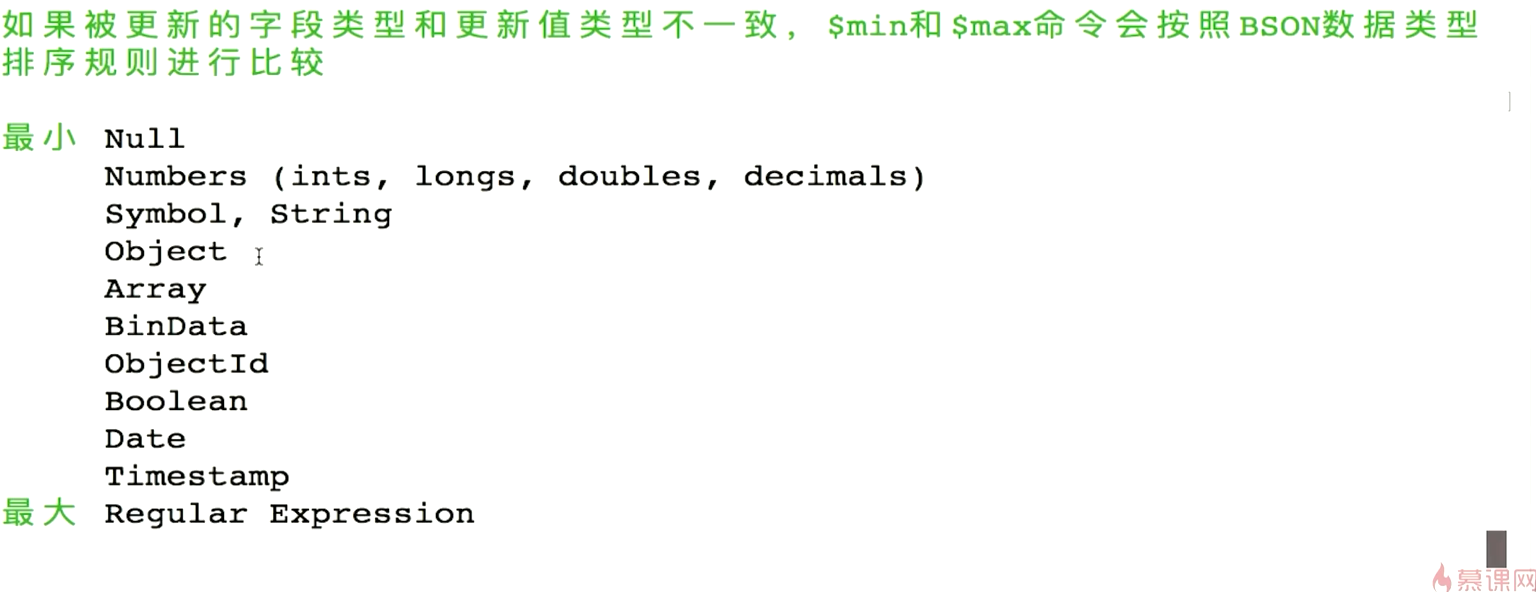 如果被更新的字段类型和更新值类型不一致，$min和$max命令会按照BSON数据类型
排序规则进行比较
最小 Null
Numbers (ints, longs, doubles, decimals)
Symbol, String
Object
Array
BinData
ObjectId
Boolean
Date
Timestamp
最大 Regular Expression
慕课网